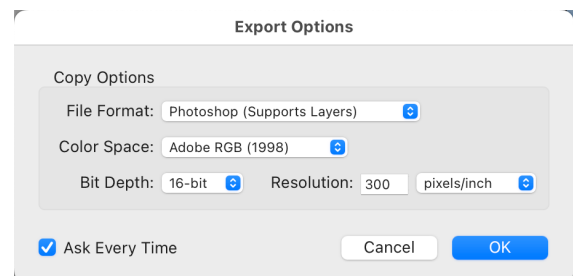 Export Options
Copy Options
File Format: Photoshop (Supports Layers)
Color Space: Adobe RGB (1998)
Bit Depth: 16-bit Resolution: 300 pixels/inch
Ask Every Time Cancel OK